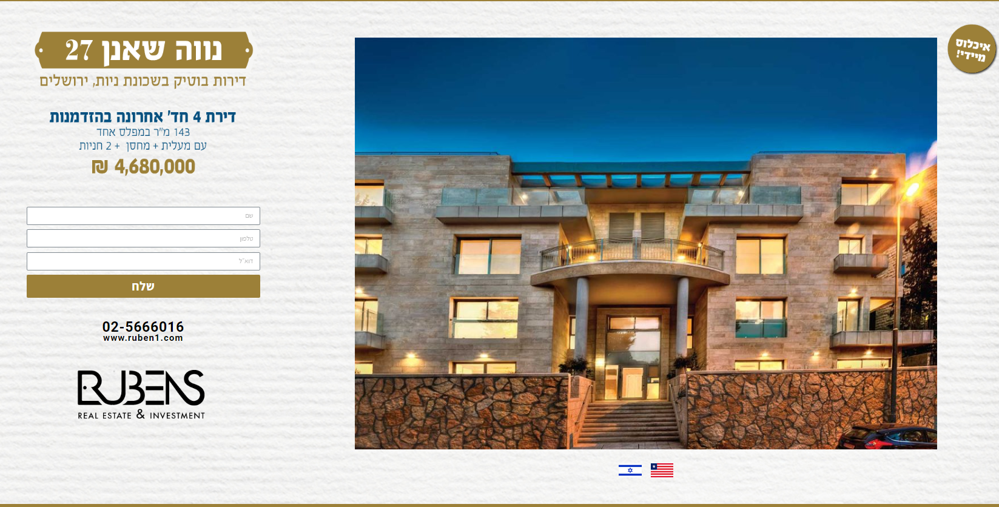 נווה שאנן 27
דירות בוטיק בשכונת ניות, ירושלים
דירת 4 חד' אחרונה בהזדמנות
143 מ"ר במפלס אחד
עם מעלית + מחסן + 2 חניות
4,680,000 ₪
שם
טלפון
דוא"ל
שלח
02-5666016
www.ruben1.com
RUBENS
REAL ESTATE & INVESTMENT
איכלוס
מיידי!